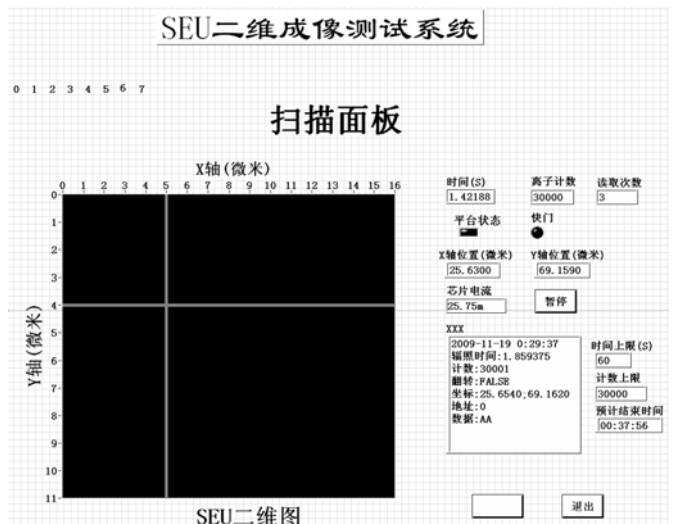 SEU二维成像测试系统
0 1 2 3 4 5 6 7
扫描面板
X轴(微米)
0 1 2 3 4 5 6 7 8 9 10 11 12 13 14 15 16
0
1
2
3
4
5
6
7
8
9
10
11
Y轴(微米)
SEU二维图
时间(S) 离子计数 读取次数
1.42188 30000 3
平台状态 快门
X轴位置(微米) Y轴位置(微米)
25.6300 69.1590
芯片电流
25.75m 暂停
XXX
2009-11-19 0:29:37
辐照时间:1.859375
计数:30001
翻转:FALSE
坐标:25.6540;69.1620
地址:0
数据:AA
时间上限(S)
60
计数上限
30000
预计结束时间
00:37:56
退出